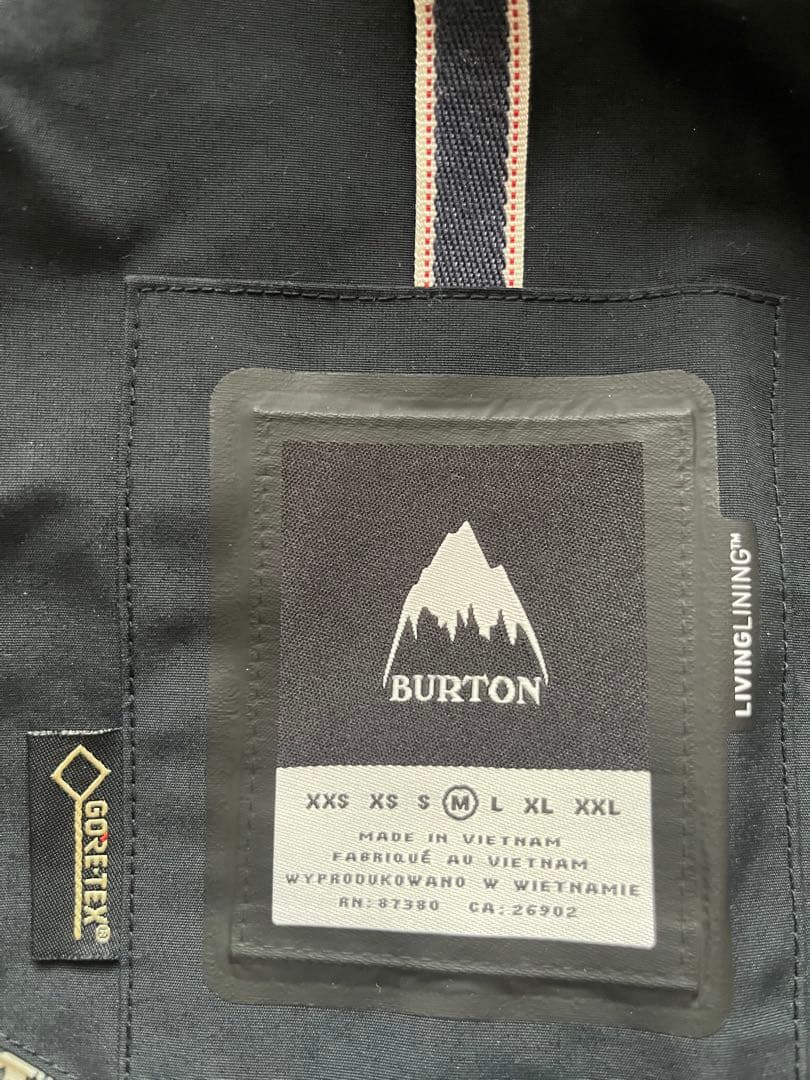 BURTON
LIVINGLINING™
XXS XS S M L XL XXL
MADE IN VIETNAM
FABRIQUÉ AU VIETNAM
WYPRODUKOWANO W WIETNAMIE
RN: 87380 CA: 26902
GORE-TEX®